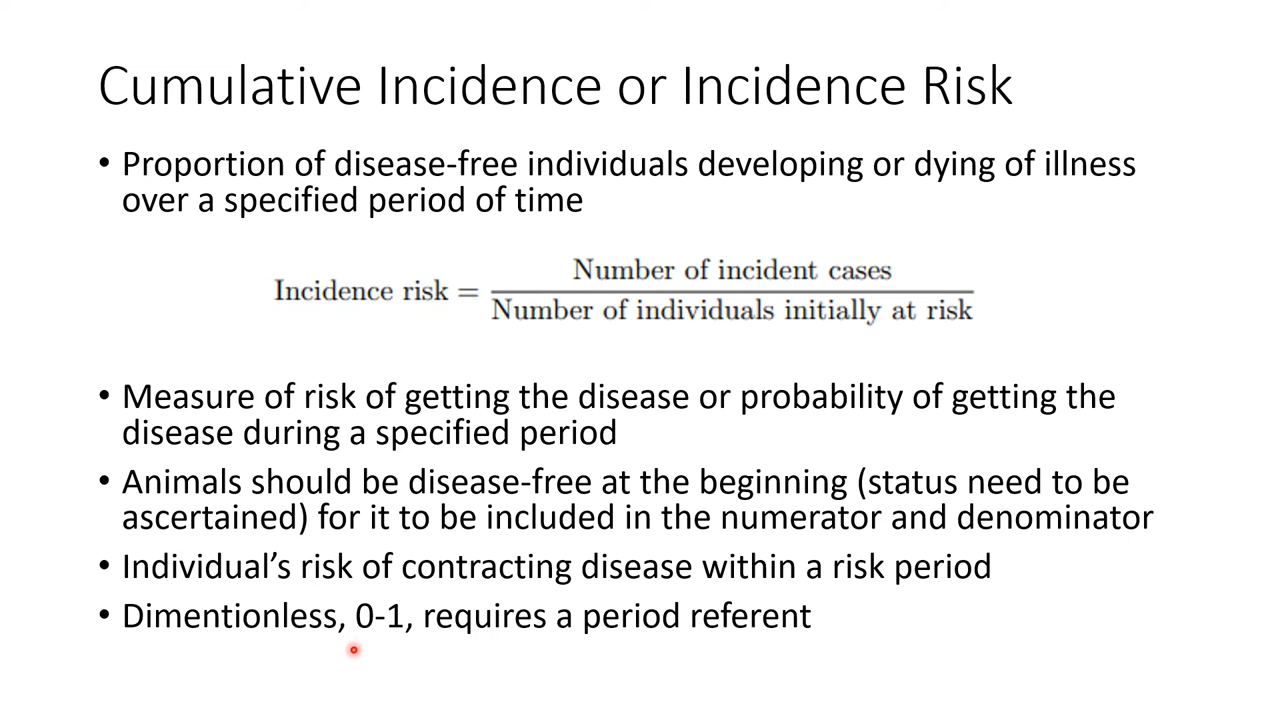 Cumulative Incidence or Incidence Risk
• Proportion of disease-free individuals developing or dying of illness
over a specified period of time
Incidence risk = Number of incident cases
Number of individuals initially at risk
• Measure of risk of getting the disease or probability of getting the
disease during a specified period
• Animals should be disease-free at the beginning (status need to be
ascertained) for it to be included in the numerator and denominator
• Individual’s risk of contracting disease within a risk period
• Dimentionless, 0-1, requires a period referent